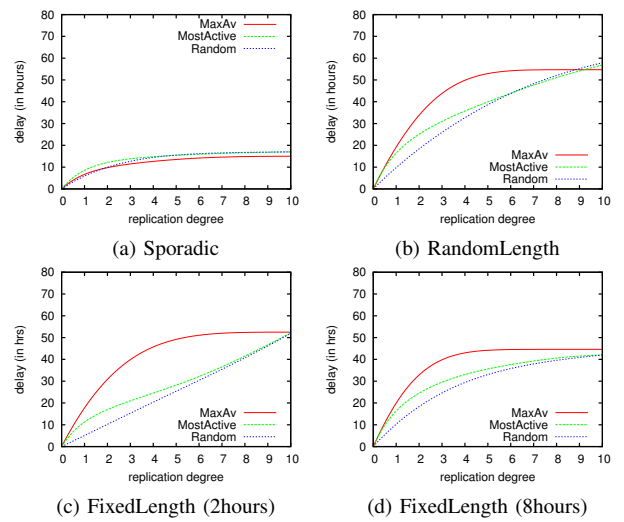 80
70
60
50
40
30
20
10
0
delay (in hours)
MaxAv
MostActive
Random
0 1 2 3 4 5 6 7 8 9 10
replication degree
(a) Sporadic
80
70
60
50
40
30
20
10
0
delay (in hours)
MaxAv
MostActive
Random
0 1 2 3 4 5 6 7 8 9 10
replication degree
(b) RandomLength
80
70
60
50
40
30
20
10
0
delay (in hrs)
MaxAv
MostActive
Random
0 1 2 3 4 5 6 7 8 9 10
replication degree
(c) FixedLength (2hours)
80
70
60
50
40
30
20
10
0
delay (in hrs)
MaxAv
MostActive
Random
0 1 2 3 4 5 6 7 8 9 10
replication degree
(d) FixedLength (8hours)